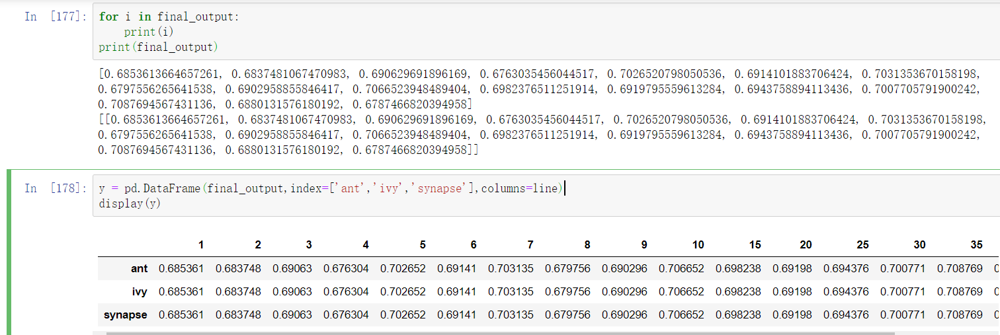 In [177]: for i in final_output:
print(i)
print(final_output)
[0.6853613664657261, 0.6837481067470983, 0.690629691896169, 0.6763035456044517, 0.7026520798050536, 0.6914101883706424, 0.7031353670158198,
0.6797556265641538, 0.6902958855846417, 0.7066523948489404, 0.6982376511251914, 0.6919795559613284, 0.6943758894113436, 0.7007705791900242,
0.7087694567431136, 0.6880131576180192, 0.6787466820394958]
[[0.6853613664657261, 0.6837481067470983, 0.690629691896169, 0.6763035456044517, 0.7026520798050536, 0.6914101883706424, 0.7031353670158198,
0.6797556265641538, 0.6902958855846417, 0.7066523948489404, 0.6982376511251914, 0.6919795559613284, 0.6943758894113436, 0.7007705791900242,
0.7087694567431136, 0.6880131576180192, 0.6787466820394958]]
In [178]: y = pd.DataFrame(final_output,index=['ant','ivy','synapse'],columns=line)
display(y)
1 2 3 4 5 6 7 8 9 10 15 20 25 30 35
ant 0.685361 0.683748 0.69063 0.676304 0.702652 0.69141 0.703135 0.679756 0.690296 0.706652 0.698238 0.69198 0.694376 0.700771 0.708769
ivy 0.685361 0.683748 0.69063 0.676304 0.702652 0.69141 0.703135 0.679756 0.690296 0.706652 0.698238 0.69198 0.694376 0.700771 0.708769
synapse 0.685361 0.683748 0.69063 0.676304 0.702652 0.69141 0.703135 0.679756 0.690296 0.706652 0.698238 0.69198 0.694376 0.700771 0.708769